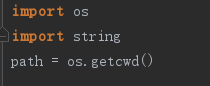 import os
import string
path = os.getcwd()